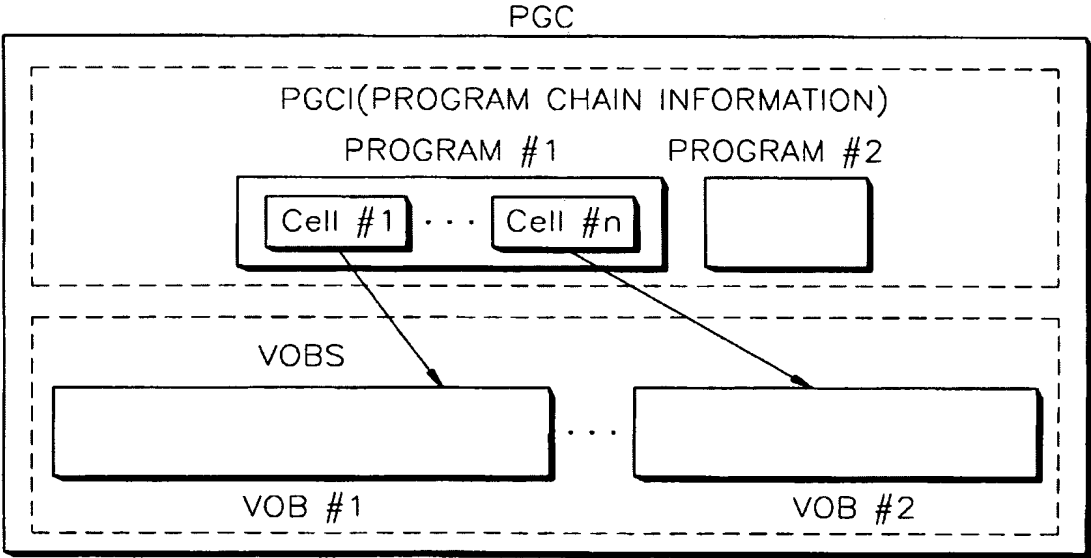 PGC
PGCI(PROGRAM CHAIN INFORMATION)
PROGRAM #1 PROGRAM #2
Cell #1 ··· Cell #n
VOBS
···
VOB #1 VOB #2